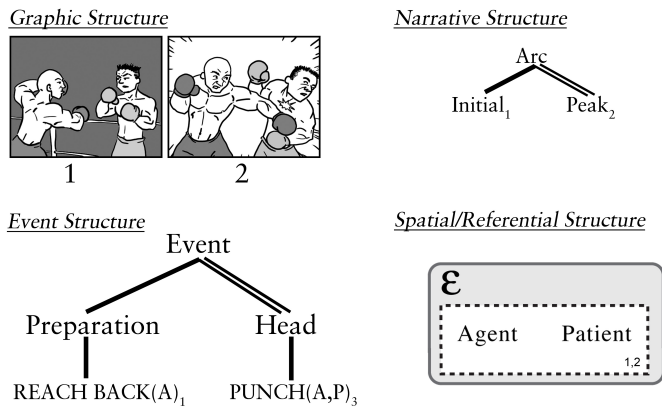 Graphic Structure
1 2
Narrative Structure
Arc
Initial1 Peak2
Event Structure
Event
Preparation Head
REACH BACK(A)1 PUNCH(A,P)3
Spatial/Referential Structure
ε
Agent Patient
1,2